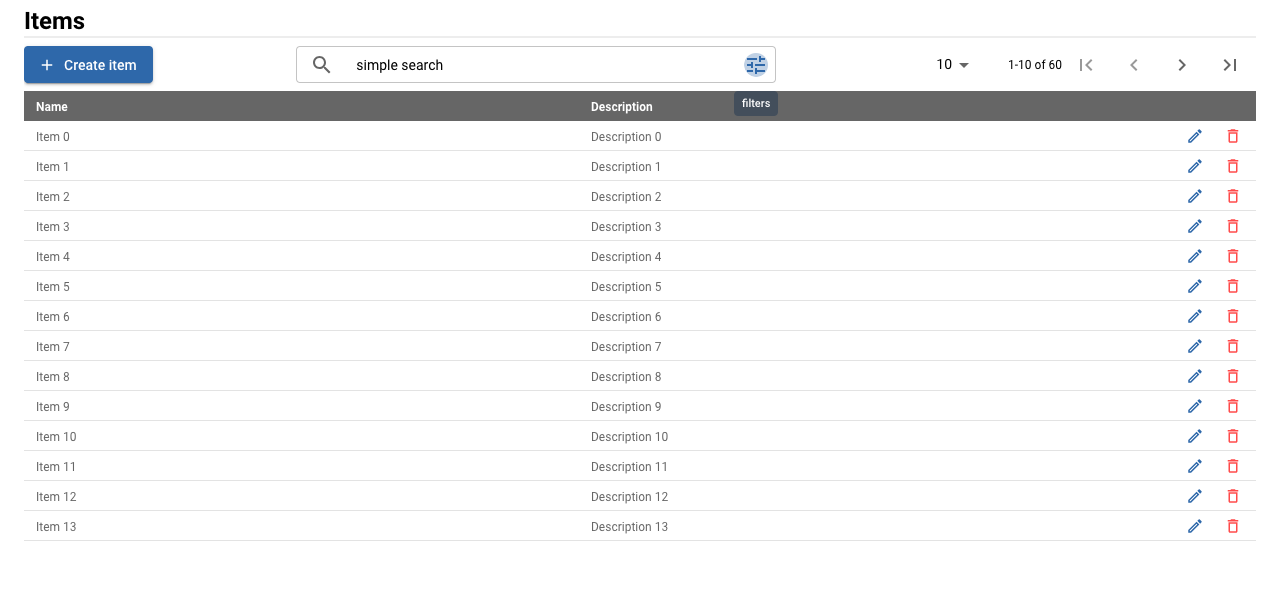 Items
Create item
simple search
10
1-10 of 60
filters
Name Description
Item 0 Description 0
Item 1 Description 1
Item 2 Description 2
Item 3 Description 3
Item 4 Description 4
Item 5 Description 5
Item 6 Description 6
Item 7 Description 7
Item 8 Description 8
Item 9 Description 9
Item 10 Description 10
Item 11 Description 11
Item 12 Description 12
Item 13 Description 13